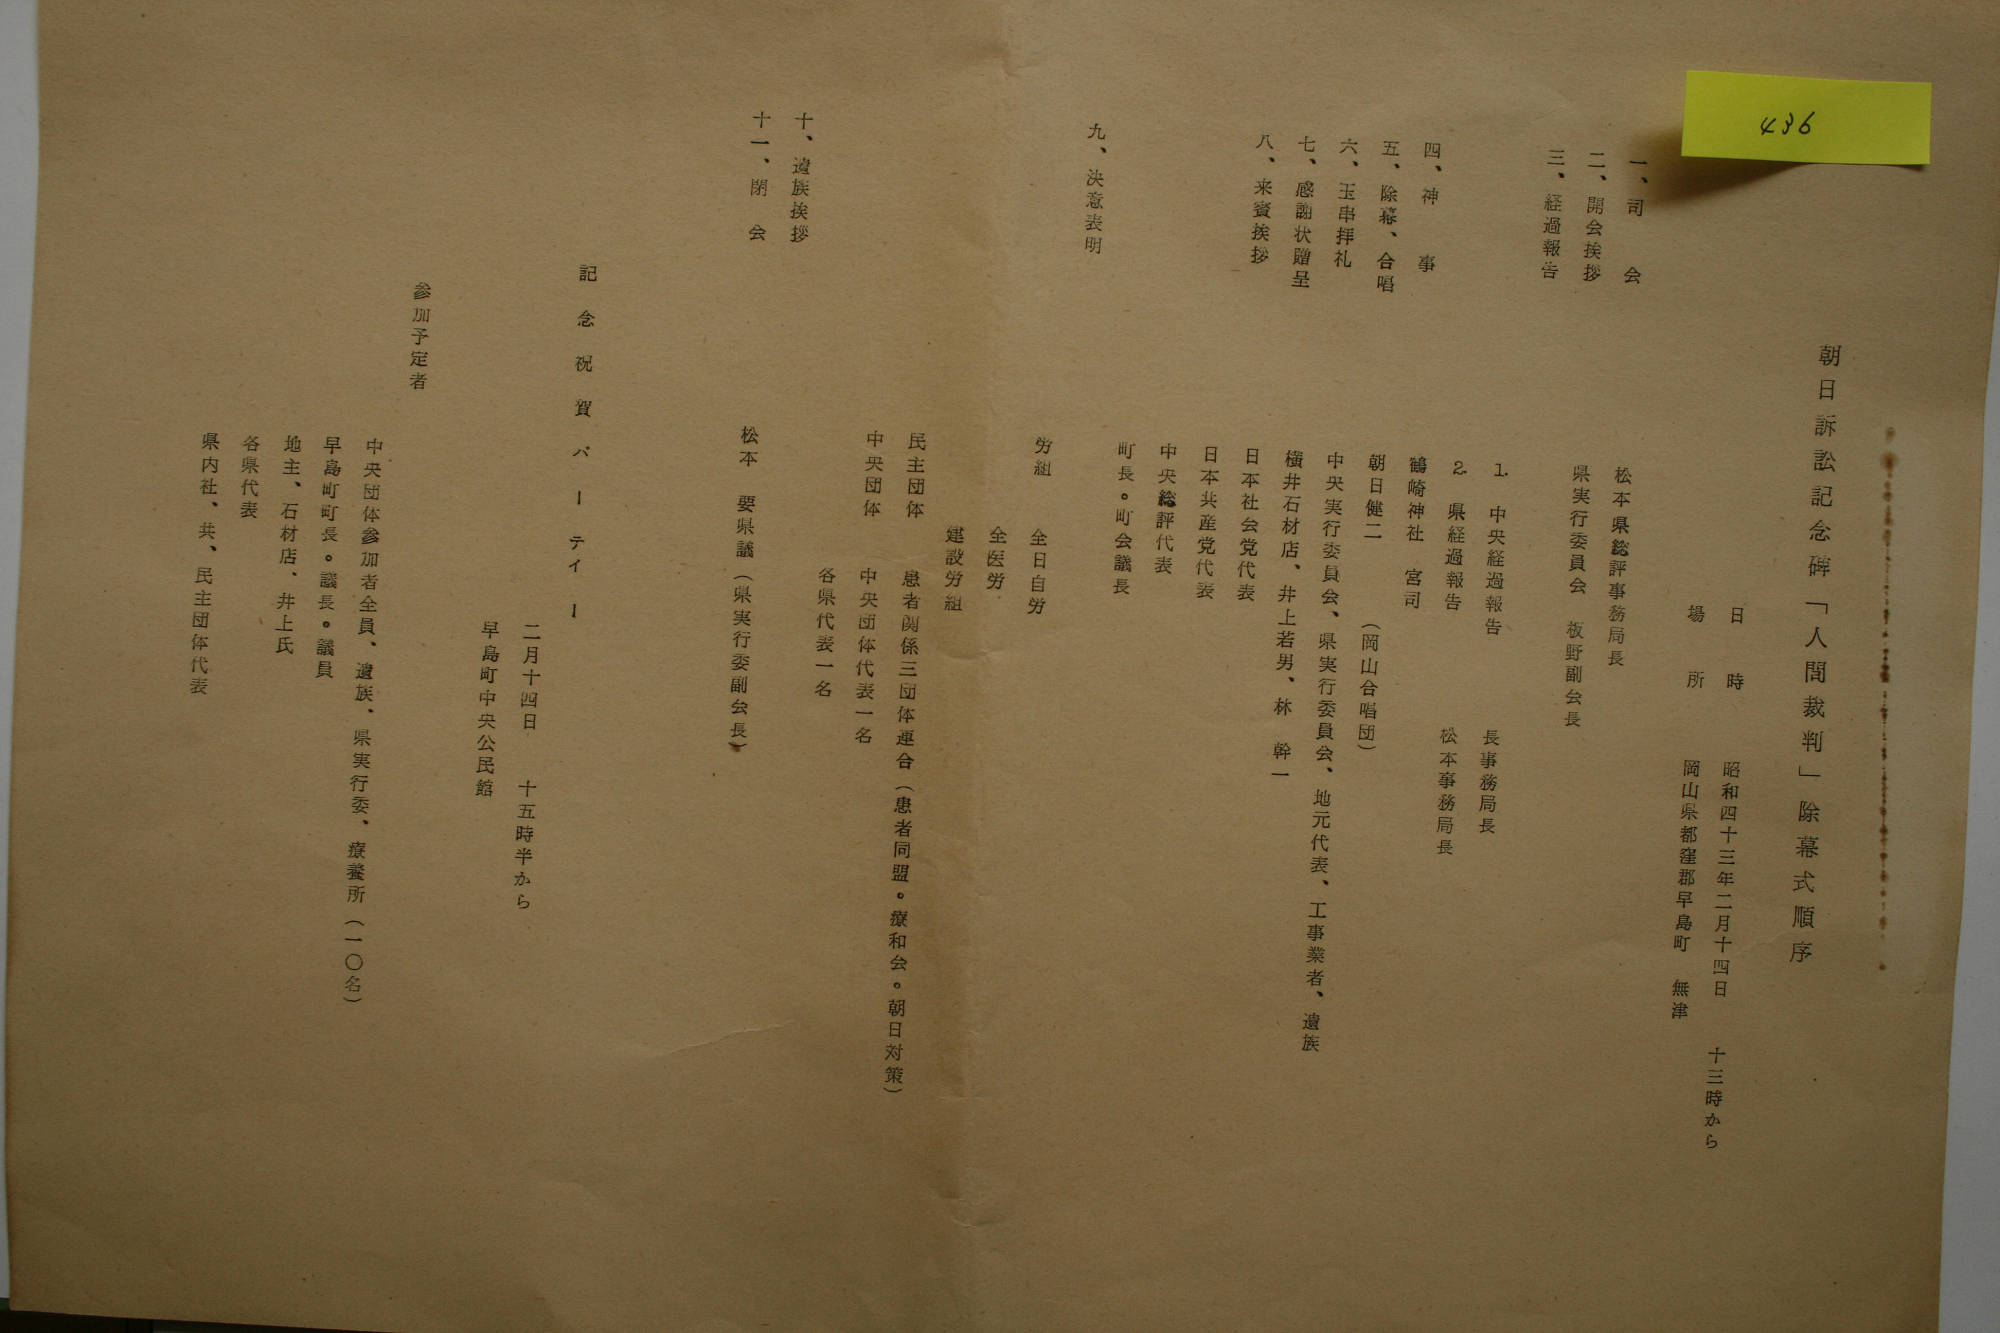 436
朝日訴訟記念碑「人間裁判」除幕式順序
日　時　昭和四十三年二月十四日　十三時から
場　所　岡山県都窪郡早島町　無津
一、司　会　松本県総評事務局長
二、開会挨拶　県実行委員会　板野副会長
三、経過報告
1. 中央経過報告　長事務局長
2. 県経過報告　松本事務局長
四、神　事　鶴崎神社　宮司
五、除幕、合唱　朝日健二　（岡山合唱団）
六、玉串拝礼　中央実行委員会、県実行委員会、地元代表、工事業者、遺族
七、感謝状贈呈　横井石材店、井上若男、林　幹一
八、来賓挨拶　日本社会党代表
日本共産党代表
中央総評代表
町長。町会議長
九、決意表明
労組　全日自労
全医労
建設労組
民主団体　患者関係三団体連合（患者同盟。療和会。朝日対策）
中央団体　中央団体代表一名
各県代表一名
十、遺族挨拶
十一、閉　会　松本　要県議（県実行委副会長）
記念祝賀パーテイー
二月十四日　十五時半から
早島町中央公民館
参加予定者
中央団体参加者全員、遺族、県実行委、療養所（一〇名）
早島町町長。議長。議員
地主、石材店、井上氏
各県代表
県内社、共、民主団体代表